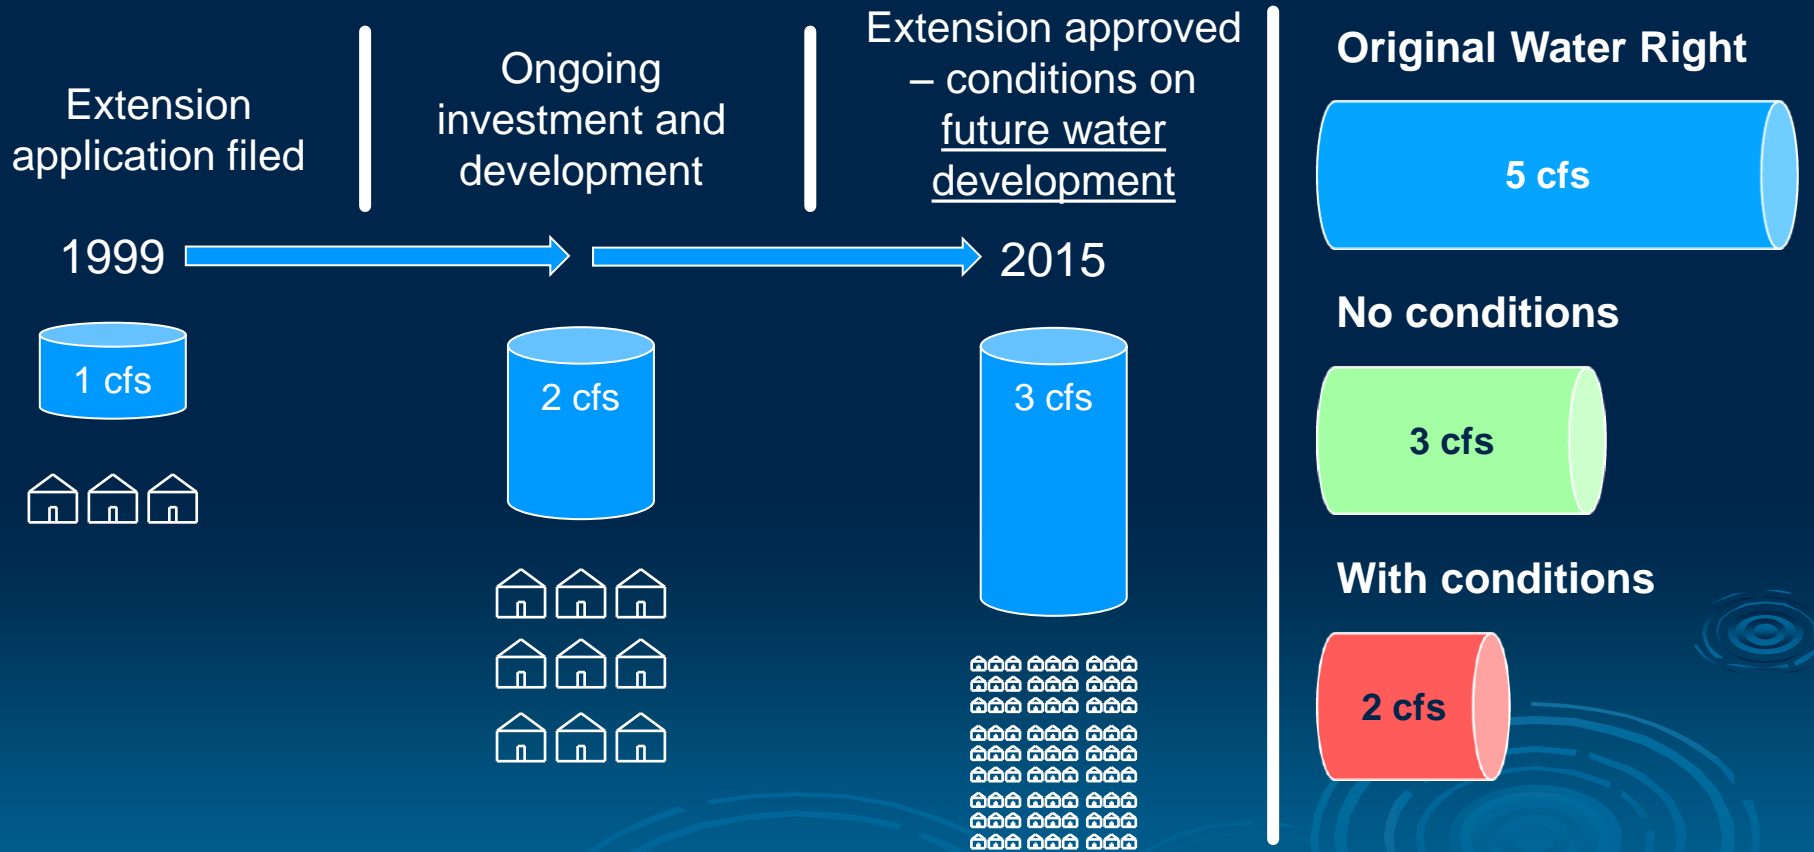 Extension
application filed
Ongoing
investment and
development
Extension approved
– conditions on
future water
development
1999
2015
1 cfs
2 cfs
3 cfs
Original Water Right
5 cfs
No conditions
3 cfs
With conditions
2 cfs